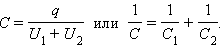 C = q / (U₁ + U₂) или 1/C = 1/C₁ + 1/C₂.